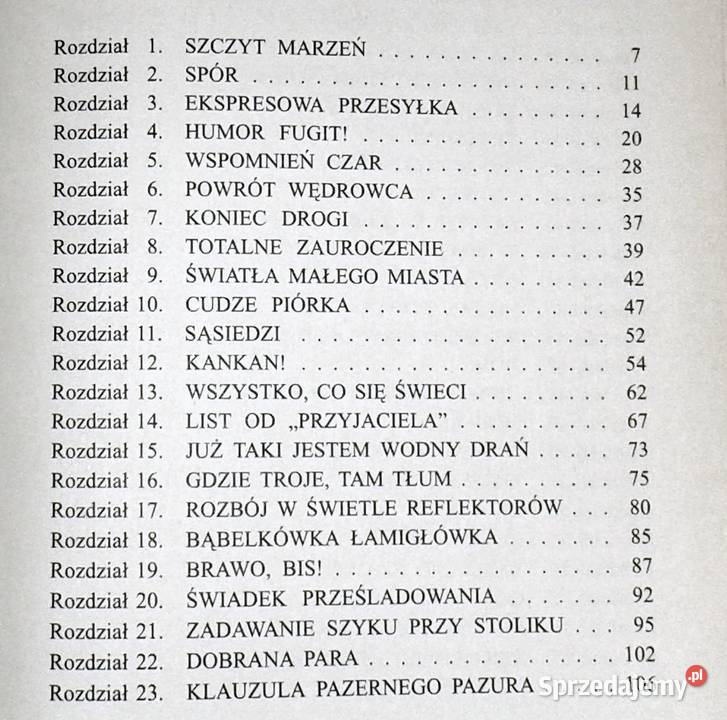 Rozdział 1. SZCZYT MARZEŃ . . . . . . . . . . . . . . . 7
Rozdział 2. SPÓR . . . . . . . . . . . . . . . . . . . . . . . 11
Rozdział 3. EKSPRESOWA PRZESYŁKA . . . . . . . . . 14
Rozdział 4. HUMOR FUGIT! . . . . . . . . . . . . . . . . 20
Rozdział 5. WSPOMNIEŃ CZAR . . . . . . . . . . . . . . 28
Rozdział 6. POWRÓT WĘDROWCA . . . . . . . . . . . . 35
Rozdział 7. KONIEC DROGI . . . . . . . . . . . . . . . . 37
Rozdział 8. TOTALNE ZAUROCZENIE . . . . . . . . . . 39
Rozdział 9. ŚWIATŁA MAŁEGO MIASTA . . . . . . . . . 42
Rozdział 10. CUDZE PIÓRKA . . . . . . . . . . . . . . . . 47
Rozdział 11. SĄSIEDZI . . . . . . . . . . . . . . . . . . . . 52
Rozdział 12. KANKAN! . . . . . . . . . . . . . . . . . . . . 54
Rozdział 13. WSZYSTKO, CO SIĘ ŚWIECI . . . . . . . . . 62
Rozdział 14. LIST OD „PRZYJACIELA” . . . . . . . . . . 67
Rozdział 15. JUŻ TAKI JESTEM WODNY DRAŃ . . . . . 73
Rozdział 16. GDZIE TROJE, TAM TŁUM . . . . . . . . . . 75
Rozdział 17. ROZBÓJ W ŚWIETLE REFLEKTORÓW . . . 80
Rozdział 18. BĄBELKÓWKA ŁAMIGŁÓWKA . . . . . . . 85
Rozdział 19. BRAWO, BIS! . . . . . . . . . . . . . . . . . . 87
Rozdział 20. ŚWIADEK PRZEŚLADOWANIA . . . . . . . 92
Rozdział 21. ZADAWANIE SZYKU PRZY STOLIKU . . . 95
Rozdział 22. DOBRANA PARA . . . . . . . . . . . . . . . 102
Rozdział 23. KLAUZULA PAZERNEGO PAZURA . . . . 106
Sprzedajemy.pl